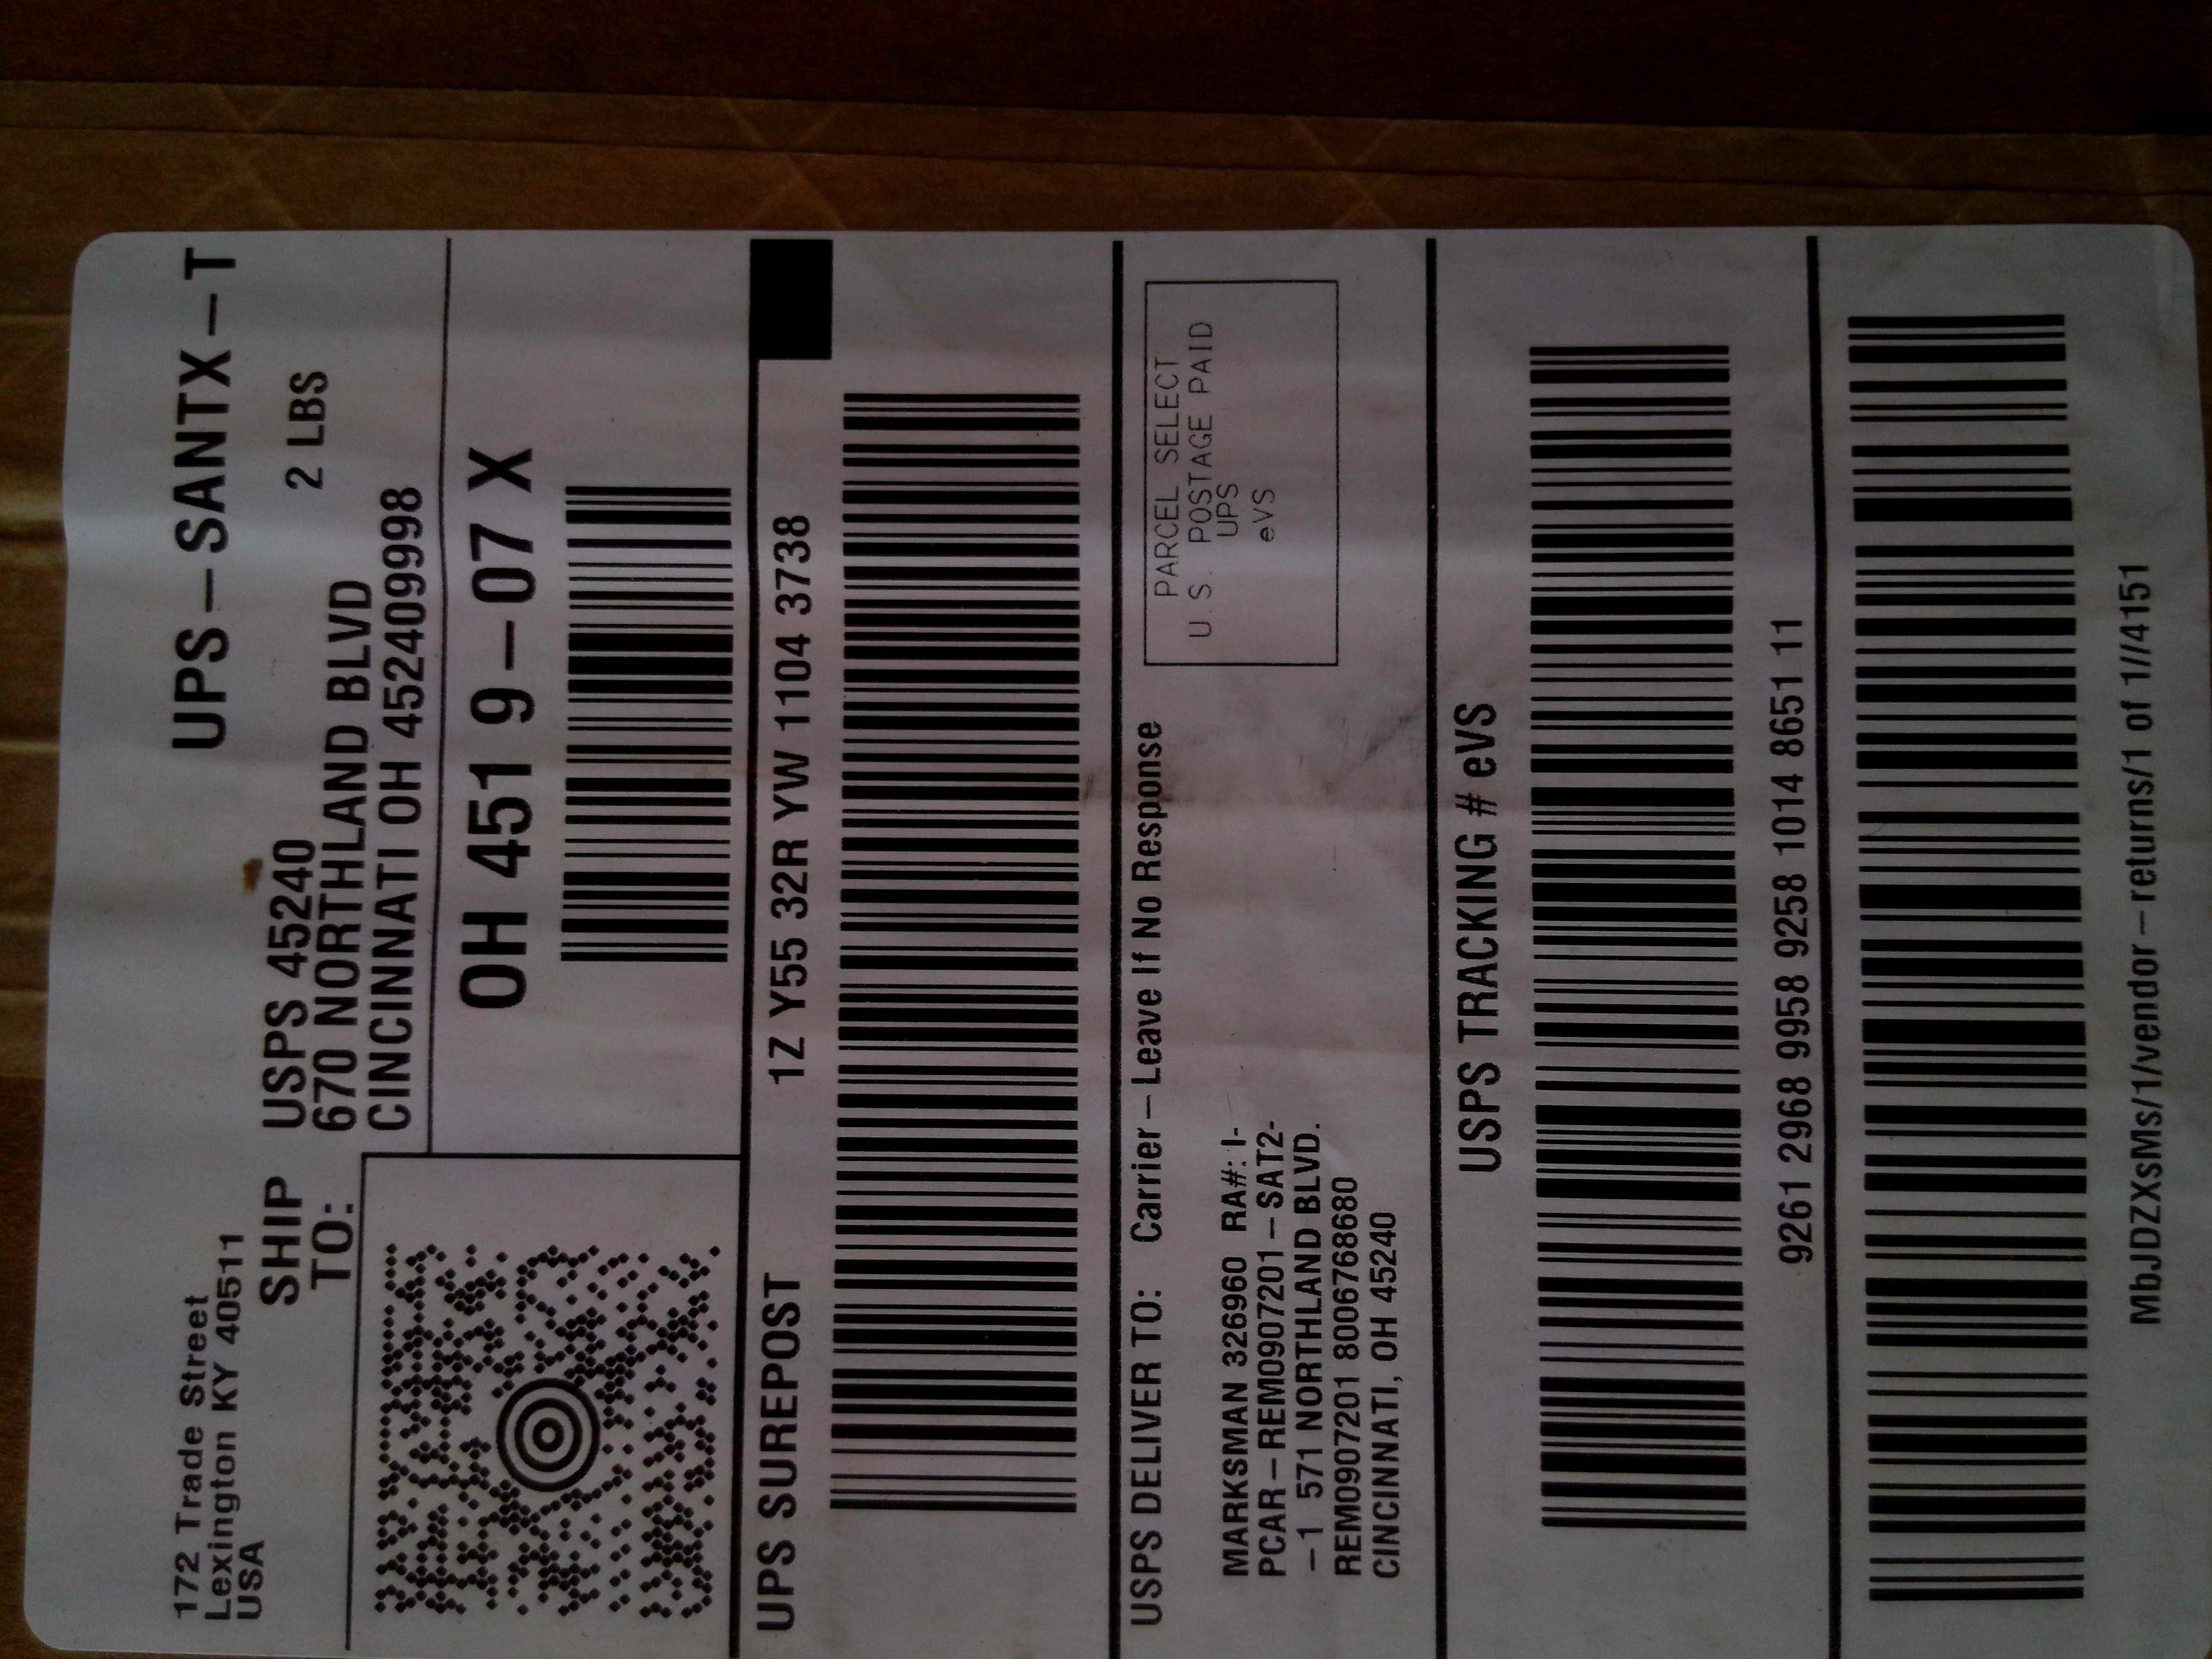 172 Trade Street
Lexington KY 40511
USA
UPS-SANTX-T
2 LBS
SHIP
TO:
USPS 45240
670 NORTHLAND BLVD
CINCINNATI OH 452409998
OH 451 9-07 X
UPS SUREPOST
1Z Y55 32R YW 1104 3738
USPS DELIVER TO:
Carrier-Leave If No Response
MARKSMAN 326960 RA#: I-
PCAR-REM0907201-SAT2-
-1 571 NORTHLAND BLVD.
REM0907201 8006768680
CINCINNATI, OH 45240
PARCEL SELECT
U.S. POSTAGE PAID
UPS
eVS
USPS TRACKING # eVS
9261 2968 9958 9258 1014 8651 11
MbJDZXsMs/1/vendor-returns/1 of 1//4151